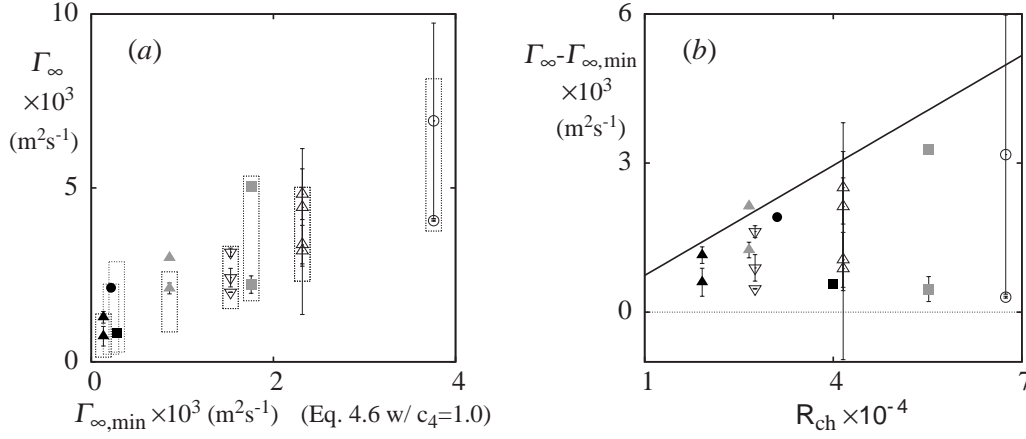 10
(a)
Γ∞
×10³
(m²s⁻¹)
5
0
0 1 2 4
Γ∞,min ×10³ (m²s⁻¹) (Eq. 4.6 w/ c₄=1.0)
6
(b)
Γ∞-Γ∞,min
×10³
(m²s⁻¹)
3
0
1 4 7
Rch ×10⁻⁴